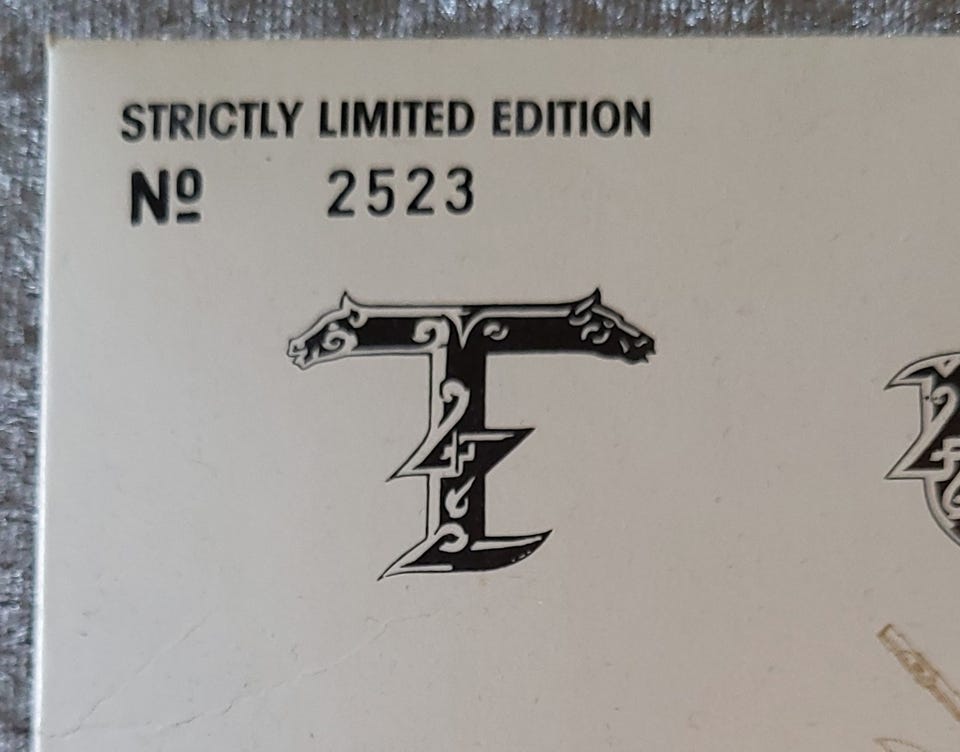 STRICTLY LIMITED EDITION
Nº 2523
T